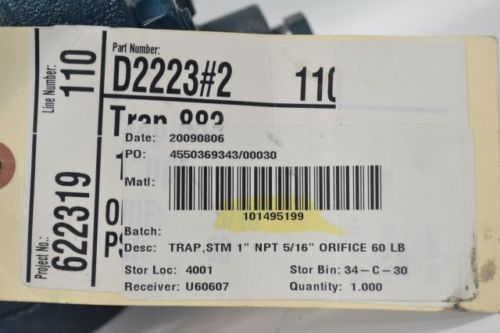 Part Number:
D2223#2 110
Line Number:
110
Project No.:
622319
Trap 883
Date: 20090806
PO: 4550369343/00030
Matl:
101495199
Batch:
Desc: TRAP,STM 1" NPT 5/16" ORIFICE 60 LB
Stor Loc: 4001 Stor Bin: 34-C-30
Receiver: U60607 Quantity: 1.000